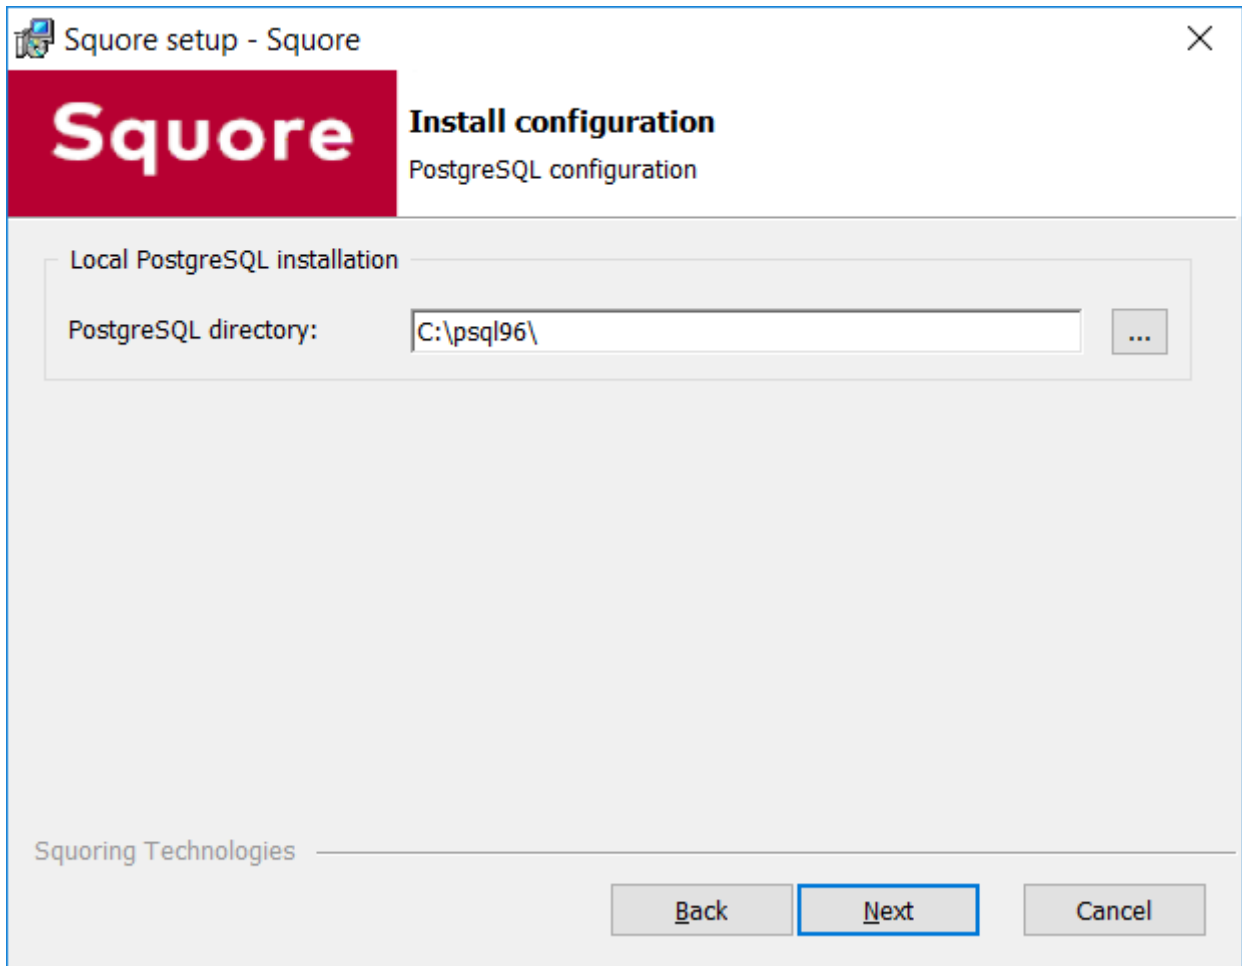 Squore setup - Squore
Squore
Install configuration
PostgreSQL configuration
Local PostgreSQL installation
PostgreSQL directory:
C:\psql96\
...
Squoring Technologies
Back
Next
Cancel